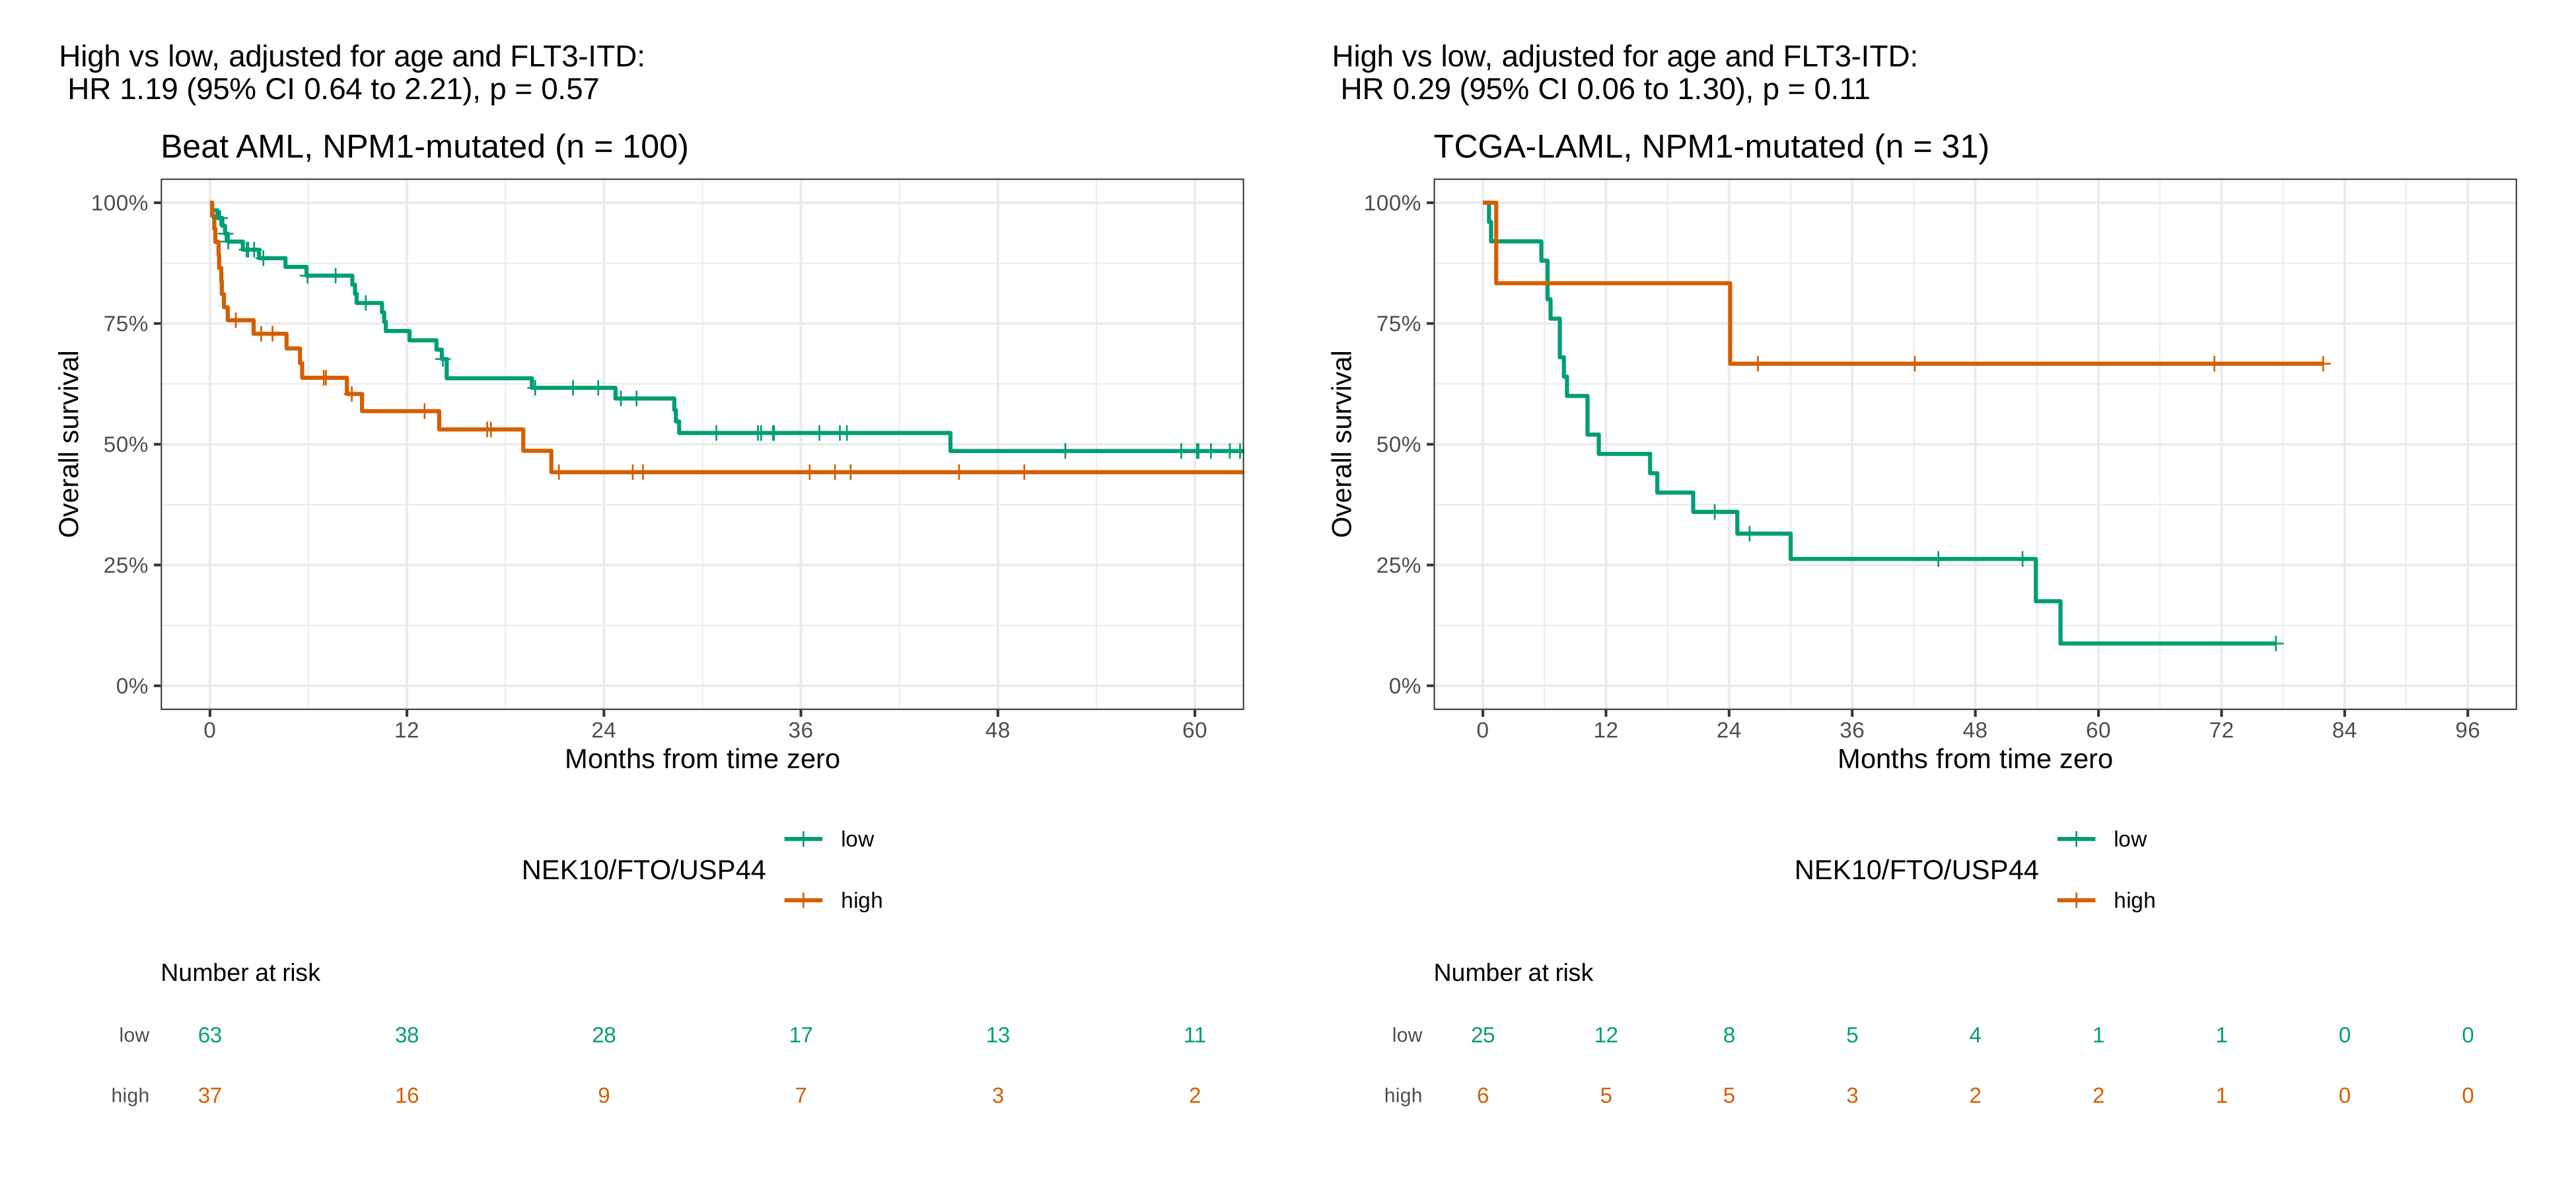 High vs low, adjusted for age and FLT3-ITD:
HR 1.19 (95% CI 0.64 to 2.21), p = 0.57
Beat AML, NPM1-mutated (n = 100)
100%
75%
50%
25%
0%
Overall survival
0 12 24 36 48 60
Months from time zero
NEK10/FTO/USP44
low
high
Number at risk
low 63 38 28 17 13 11
high 37 16 9 7 3 2
High vs low, adjusted for age and FLT3-ITD:
HR 0.29 (95% CI 0.06 to 1.30), p = 0.11
TCGA-LAML, NPM1-mutated (n = 31)
100%
75%
50%
25%
0%
Overall survival
0 12 24 36 48 60 72 84 96
Months from time zero
NEK10/FTO/USP44
low
high
Number at risk
low 25 12 8 5 4 1 1 0 0
high 6 5 5 3 2 2 1 0 0